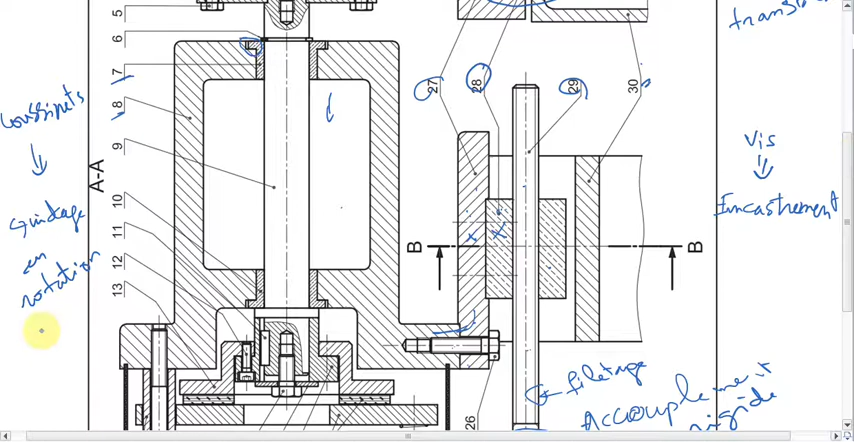 5
6
7
8
9
10
11
12
13
A-A
coussinets
Guidage
en
rotation
27
28
29
30
B
B
26
Vis
Encastrement
filetage
Accouplement
rigide